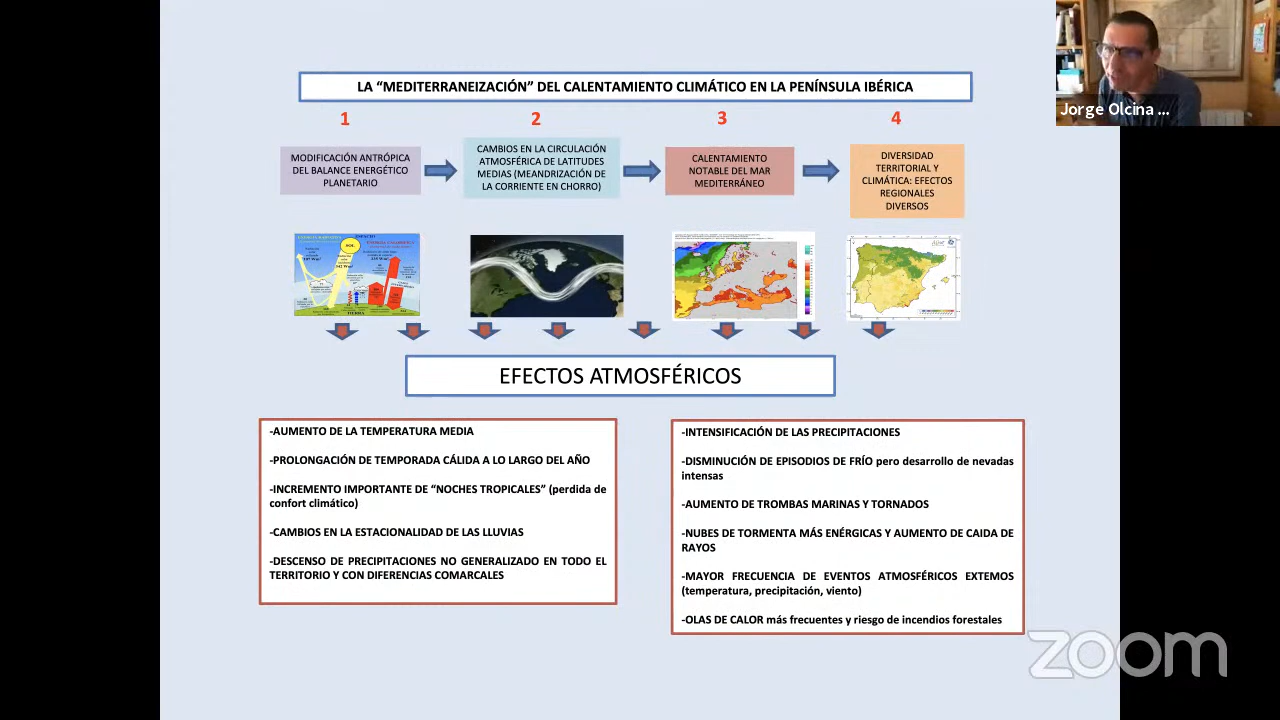 LA “MEDITERRANEIZACIÓN” DEL CALENTAMIENTO CLIMÁTICO EN LA PENÍNSULA IBÉRICA
Jorge Olcina ...
1
2
3
4
MODIFICACIÓN ANTRÓPICA
DEL BALANCE ENERGÉTICO
PLANETARIO
CAMBIOS EN LA CIRCULACIÓN
ATMOSFÉRICA DE LATITUDES
MEDIAS (MEANDRIZACIÓN DE
LA CORRIENTE EN CHORRO)
CALENTAMIENTO
NOTABLE DEL MAR
MEDITERRÁNEO
DIVERSIDAD
TERRITORIAL Y
CLIMÁTICA: EFECTOS
REGIONALES
DIVERSOS
SOL
TIERRA
EFECTOS ATMOSFÉRICOS
-AUMENTO DE LA TEMPERATURA MEDIA
-PROLONGACIÓN DE TEMPORADA CÁLIDA A LO LARGO DEL AÑO
-INCREMENTO IMPORTANTE DE “NOCHES TROPICALES” (perdida de
confort climático)
-CAMBIOS EN LA ESTACIONALIDAD DE LAS LLUVIAS
-DESCENSO DE PRECIPITACIONES NO GENERALIZADO EN TODO EL
TERRITORIO Y CON DIFERENCIAS COMARCALES
-INTENSIFICACIÓN DE LAS PRECIPITACIONES
-DISMINUCIÓN DE EPISODIOS DE FRÍO pero desarrollo de nevadas
intensas
-AUMENTO DE TROMBAS MARINAS Y TORNADOS
-NUBES DE TORMENTA MÁS ENÉRGICAS Y AUMENTO DE CAIDA DE
RAYOS
-MAYOR FRECUENCIA DE EVENTOS ATMOSFÉRICOS EXTEMOS
(temperatura, precipitación, viento)
-OLAS DE CALOR más frecuentes y riesgo de incendios forestales
zoom